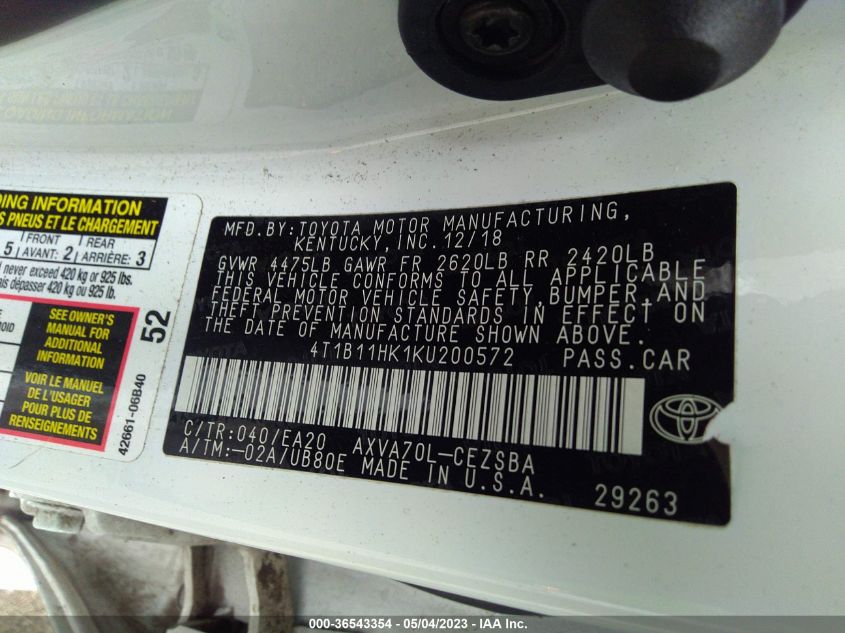 DING INFORMATION
S PNEUS ET LE CHARGEMENT
5 FRONT AVANT: 2 REAR ARRIÈRE: 3
never exceed 420 kg or 925 lbs.
dépasser 420 kg ou 925 lb.
SEE OWNER'S
MANUAL FOR
ADDITIONAL
INFORMATION
VOIR LE MANUEL
DE L'USAGER
POUR PLUS DE
RENSEIGNEMENTS
52
42661-06B40
MFD.BY:TOYOTA MOTOR MANUFACTURING,
KENTUCKY, INC. 12/18
GVWR 4475LB GAWR FR 2620LB RR 2420LB
THIS VEHICLE CONFORMS TO ALL APPLICABLE
FEDERAL MOTOR VEHICLE SAFETY,BUMPER,AND
THEFT PREVENTION STANDARDS IN EFFECT ON
THE DATE OF MANUFACTURE SHOWN ABOVE.
4T1B11HK1KU200572 PASS.CAR
C/TR:040/EA20 AXVA70L-CEZSBA
A/TM:-02A/UB80E MADE IN U.S.A.
29263
000-36543354 - 05/04/2023 - IAA Inc.